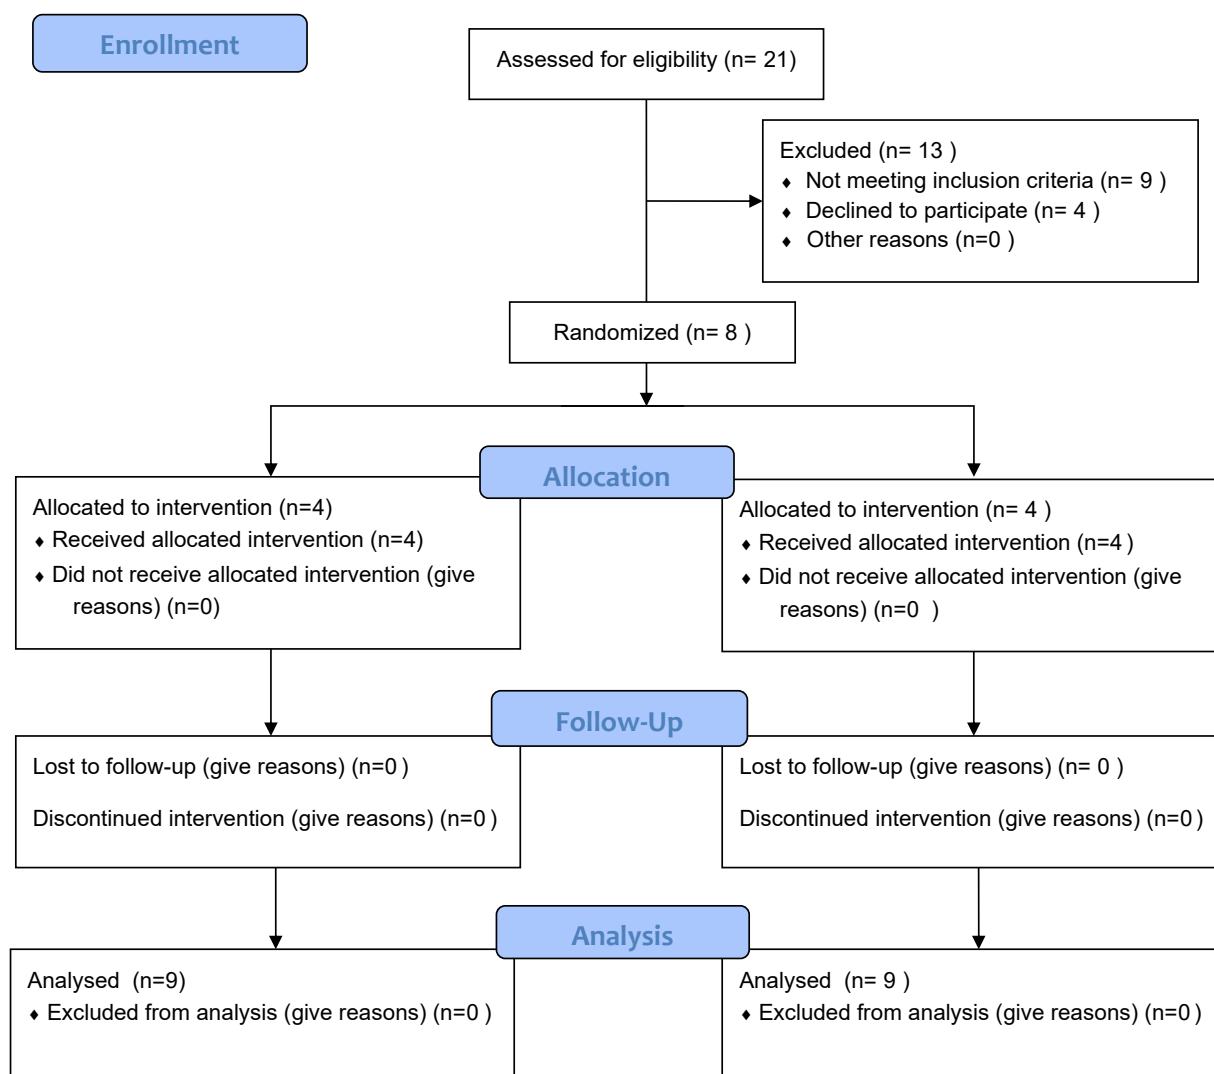 Enrollment
Assessed for eligibility (n= 21)
Excluded (n= 13 )
♦ Not meeting inclusion criteria (n= 9 )
♦ Declined to participate (n= 4 )
♦ Other reasons (n=0 )
Randomized (n= 8 )
Allocation
Allocated to intervention (n=4)
♦ Received allocated intervention (n=4)
♦ Did not receive allocated intervention (give
reasons) (n=0)
Allocated to intervention (n= 4 )
♦ Received allocated intervention (n=4 )
♦ Did not receive allocated intervention (give
reasons) (n=0 )
Follow-Up
Lost to follow-up (give reasons) (n=0 )
Discontinued intervention (give reasons) (n=0 )
Lost to follow-up (give reasons) (n= 0 )
Discontinued intervention (give reasons) (n=0 )
Analysis
Analysed (n=9)
♦ Excluded from analysis (give reasons) (n=0 )
Analysed (n= 9 )
♦ Excluded from analysis (give reasons) (n=0 )